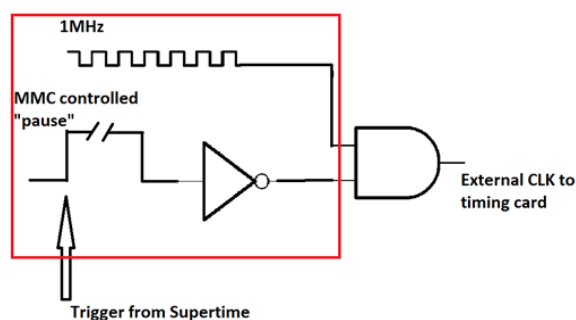 1MHz
MMC controlled
"pause"
External CLK to
timing card
Trigger from Supertime